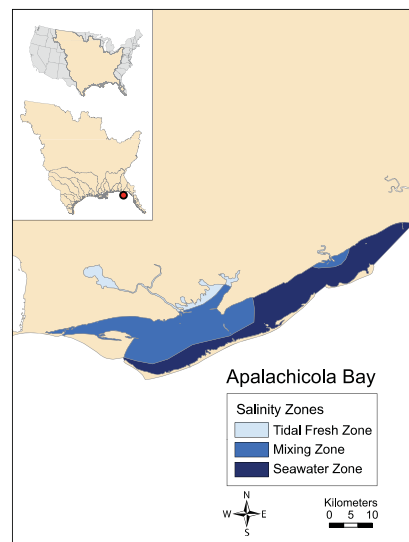 Apalachicola Bay
Salinity Zones
Tidal Fresh Zone
Mixing Zone
Seawater Zone
N
W E
S
Kilometers
0 5 10